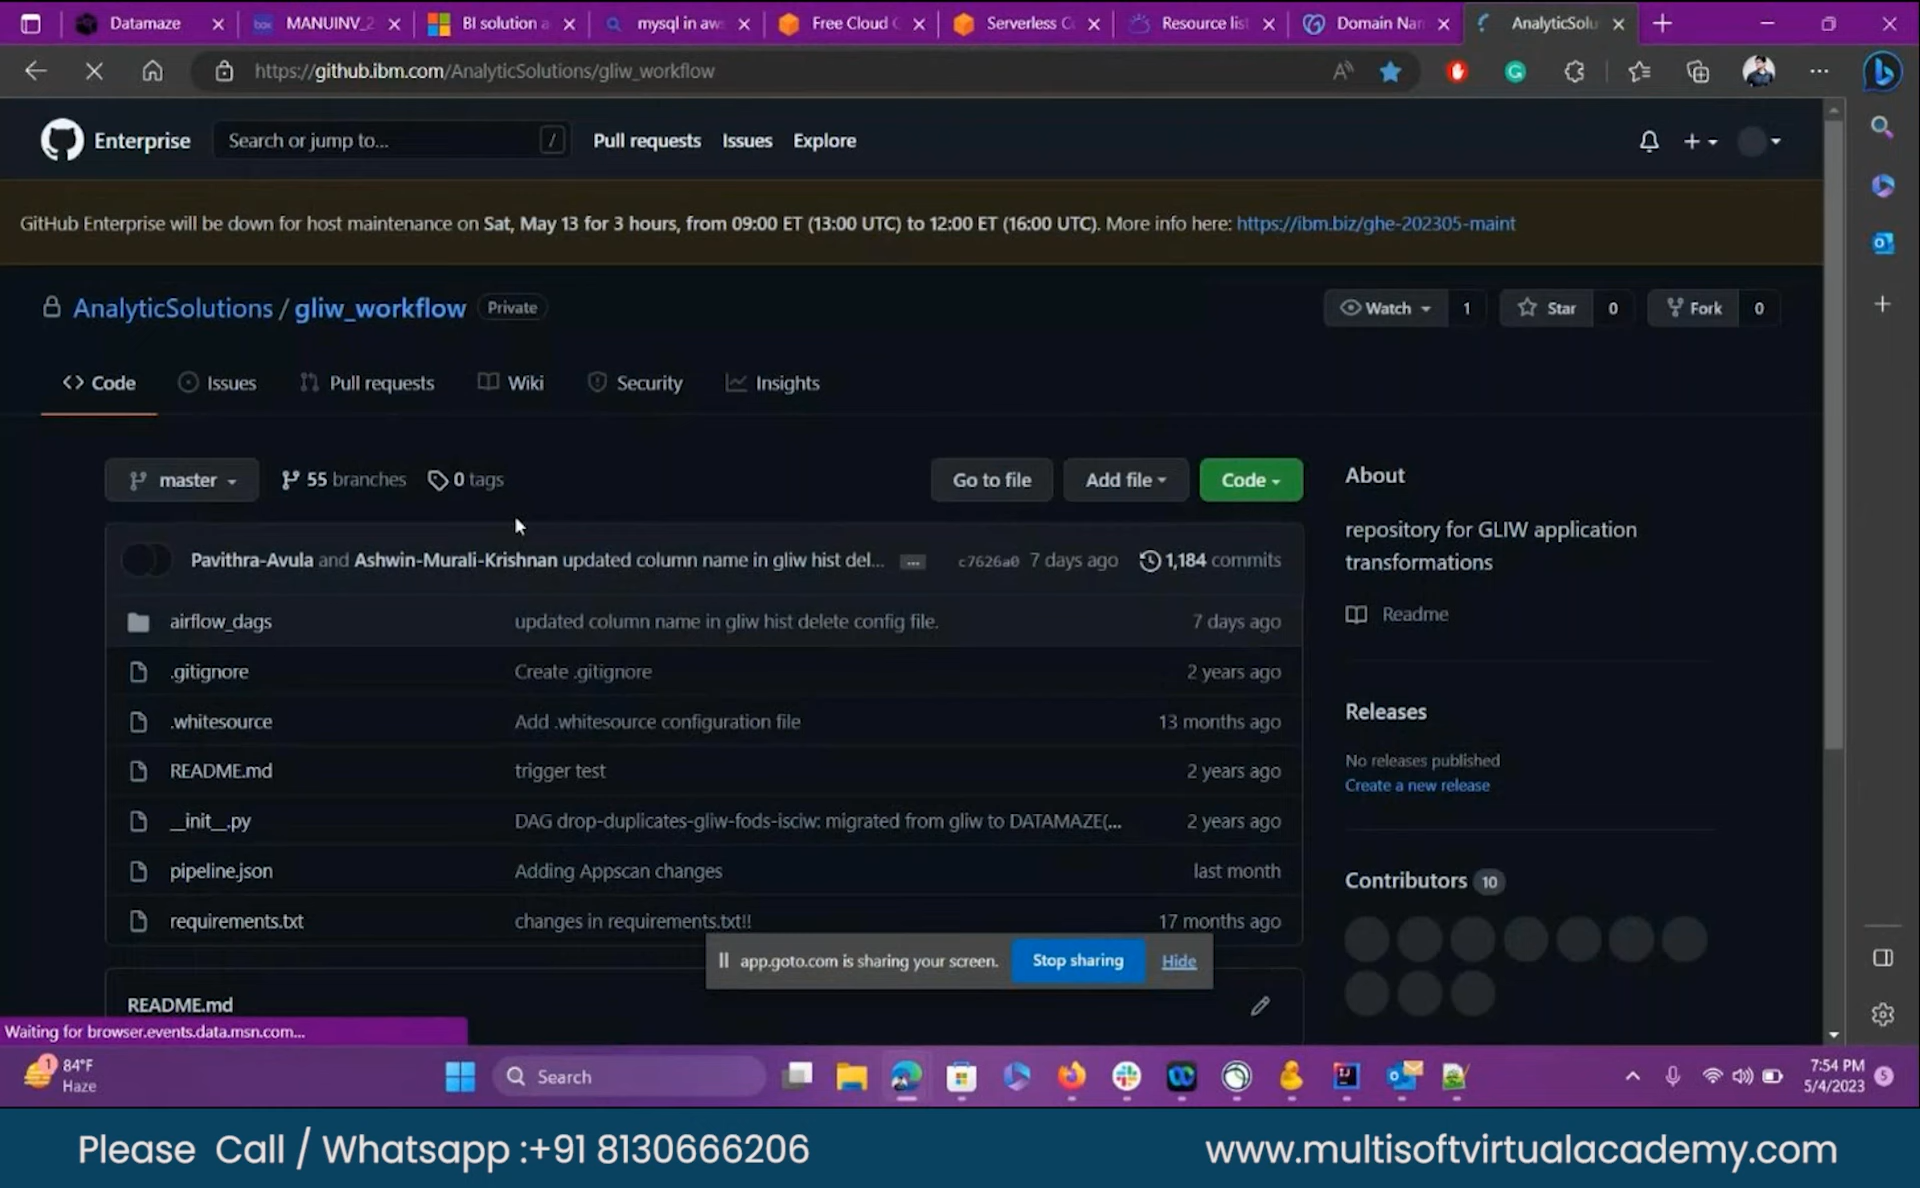 Datamaze
MANUINV_2
BI solution a
mysql in aw
Free Cloud
Serverless C
Resource list
Domain Nam
AnalyticSolu
https://github.ibm.com/AnalyticSolutions/gliw_workflow
Enterprise
Search or jump to...
/
Pull requests
Issues
Explore
GitHub Enterprise will be down for host maintenance on Sat, May 13 for 3 hours, from 09:00 ET (13:00 UTC) to 12:00 ET (16:00 UTC). More info here: https://ibm.biz/ghe-202305-maint
AnalyticSolutions / gliw_workflow Private
Watch 1
Star 0
Fork 0
Code
Issues
Pull requests
Wiki
Security
Insights
master
55 branches
0 tags
Go to file
Add file
Code
Pavithra-Avula and Ashwin-Murali-Krishnan updated column name in gliw hist del... ... c7626a0 7 days ago 1,184 commits
airflow_dags updated column name in gliw hist delete config file. 7 days ago
.gitignore Create .gitignore 2 years ago
.whitesource Add .whitesource configuration file 13 months ago
README.md trigger test 2 years ago
__init__.py DAG drop-duplicates-gliw-fods-isciw: migrated from gliw to DATAMAZE(... 2 years ago
pipeline.json Adding Appscan changes last month
requirements.txt changes in requirements.txt!! 17 months ago
README.md
About
repository for GLIW application
transformations
Readme
Releases
No releases published
Create a new release
Contributors 10
app.goto.com is sharing your screen.
Stop sharing
Hide
Waiting for browser.events.data.msn.com...
1
84°F
Haze
Search
7:54 PM
5/4/2023
5
Please Call / Whatsapp :+91 8130666206
www.multisoftvirtualacademy.com